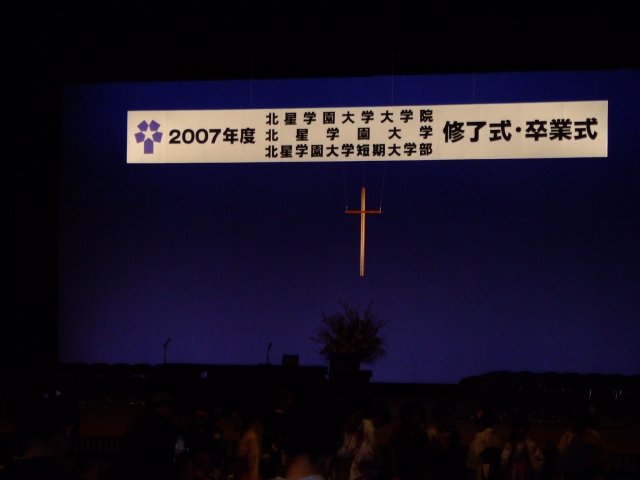 2007年度
北星学園大学大学院
北星学園大学
北星学園大学短期大学部
修了式・卒業式